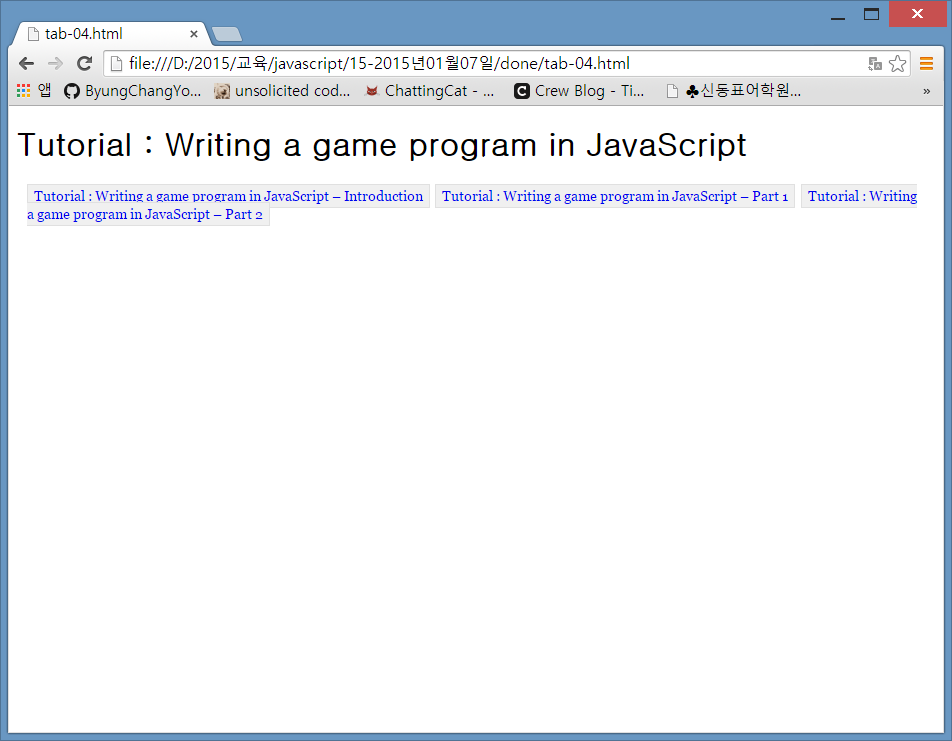 tab-04.html
file:///D:/2015/교육/javascript/15-2015년01월07일/done/tab-04.html
앱 ByungChangYo... unsolicited cod... ChattingCat - ... Crew Blog - Ti... ♣신동표어학원... »
Tutorial : Writing a game program in JavaScript
Tutorial : Writing a game program in JavaScript – Introduction Tutorial : Writing a game program in JavaScript – Part 1 Tutorial : Writing
a game program in JavaScript – Part 2